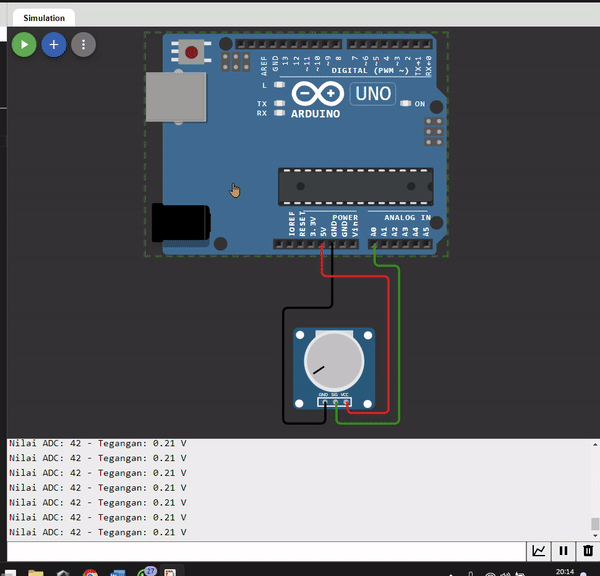 Simulation
AREF
GND
13
12
~11
~10
~9
8
7
~6
~5
4
~3
2
TX→1
RX←0
DIGITAL (PWM ~)
L
TX
RX
UNO
ON
ARDUINO
IOREF
RESET
3.3V
5V
GND
GND
Vin
POWER
ANALOG IN
A0
A1
A2
A3
A4
A5
GND SIG VCC
Nilai ADC: 42 - Tegangan: 0.21 V
Nilai ADC: 42 - Tegangan: 0.21 V
Nilai ADC: 42 - Tegangan: 0.21 V
Nilai ADC: 42 - Tegangan: 0.21 V
Nilai ADC: 42 - Tegangan: 0.21 V
Nilai ADC: 42 - Tegangan: 0.21 V
Nilai ADC: 42 - Tegangan: 0.21 V
27
20:14